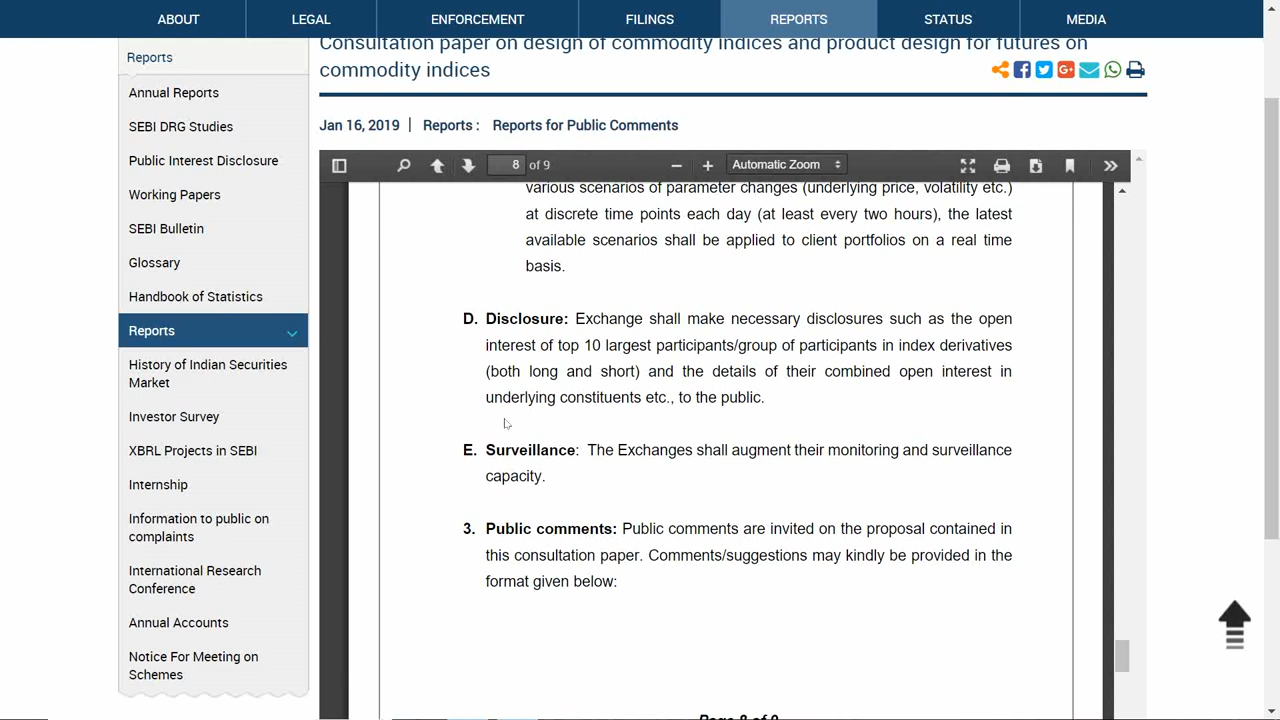 ABOUT
LEGAL
ENFORCEMENT
FILINGS
REPORTS
STATUS
MEDIA
Reports
Annual Reports
SEBI DRG Studies
Public Interest Disclosure
Working Papers
SEBI Bulletin
Glossary
Handbook of Statistics
Reports
History of Indian Securities
Market
Investor Survey
XBRL Projects in SEBI
Internship
Information to public on
complaints
International Research
Conference
Annual Accounts
Notice For Meeting on
Schemes
Consultation paper on design of commodity indices and product design for futures on
commodity indices
Jan 16, 2019 | Reports : Reports for Public Comments
8 of 9
Automatic Zoom
various scenarios of parameter changes (underlying price, volatility etc.)
at discrete time points each day (at least every two hours), the latest
available scenarios shall be applied to client portfolios on a real time
basis.
D. Disclosure: Exchange shall make necessary disclosures such as the open
interest of top 10 largest participants/group of participants in index derivatives
(both long and short) and the details of their combined open interest in
underlying constituents etc., to the public.
E. Surveillance: The Exchanges shall augment their monitoring and surveillance
capacity.
3. Public comments: Public comments are invited on the proposal contained in
this consultation paper. Comments/suggestions may kindly be provided in the
format given below:
Page 8 of 9